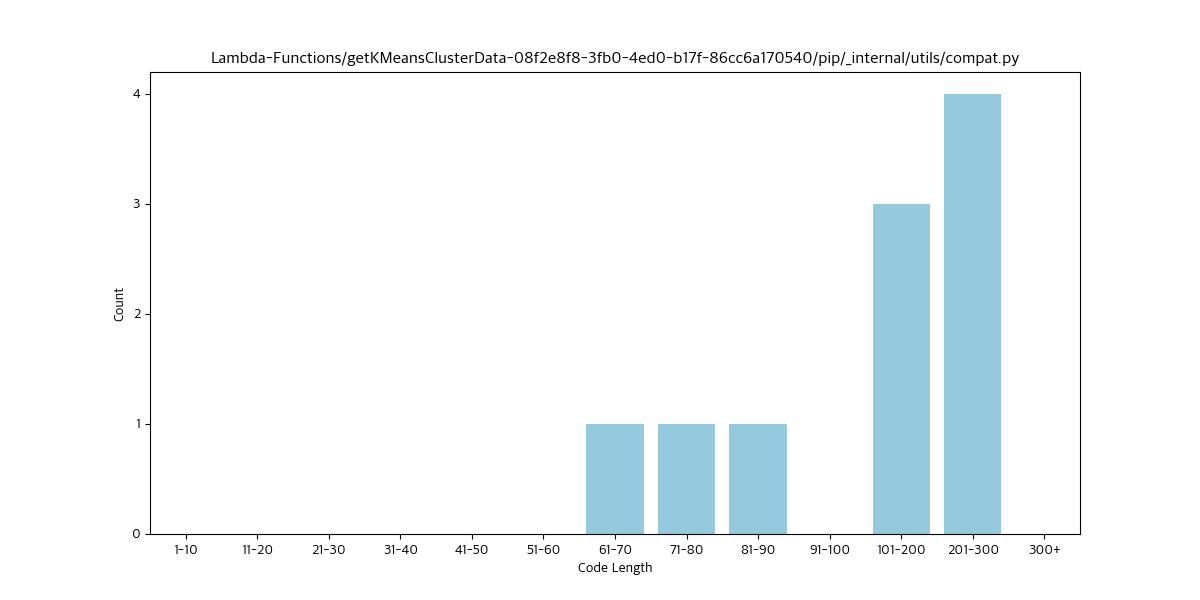 Lambda-Functions/getKMeansClusterData-08f2e8f8-3fb0-4ed0-b17f-86cc6a170540/pip/_internal/utils/compat.py
4
3
2
1
0
Count
1-10 11-20 21-30 31-40 41-50 51-60 61-70 71-80 81-90 91-100 101-200 201-300 300+
Code Length